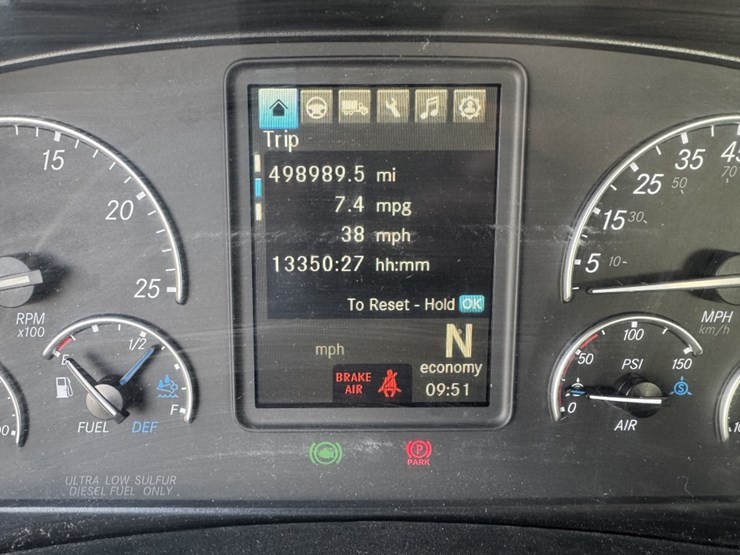 Trip
498989.5 mi
7.4 mpg
38 mph
13350:27 hh:mm
To Reset - Hold OK
mph
N
economy
09:51
BRAKE
AIR
15
20
25
RPM
x100
E
1/2
F
FUEL DEF
ULTRA LOW SULFUR
DIESEL FUEL ONLY
5 10
15 30
25 50
35 70
MPH
km/h
0
50
100
150
PSI
S
AIR
P
PARK